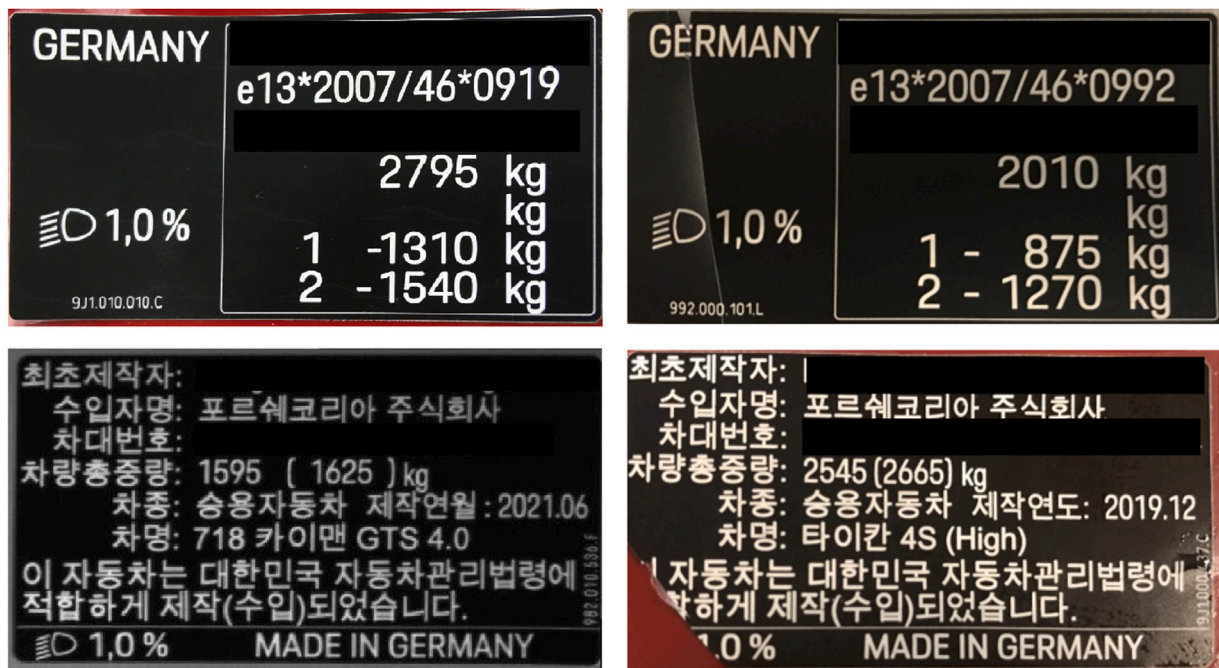 GERMANY
e13*2007/46*0919
2795 kg
kg
1,0 %
1 -1310 kg
2 -1540 kg
9J1.010.010.C
GERMANY
e13*2007/46*0992
2010 kg
kg
1,0 %
1 - 875 kg
2 - 1270 kg
992.000.101.L
최초제작자:
수입자명: 포르쉐코리아 주식회사
차대번호:
차량총중량: 1595 ( 1625 ) kg
차종: 승용자동차 제작연월 : 2021.06
차명: 718 카이맨 GTS 4.0
이 자동차는 대한민국 자동차관리법령에
적합하게 제작(수입)되었습니다.
982.010.536.F
1,0 % MADE IN GERMANY
최초제작자:
수입자명: 포르쉐코리아 주식회사
차대번호:
차량총중량: 2545 (2665) kg
차종: 승용자동차 제작연도: 2019.12
차명: 타이칸 4S (High)
자동차는 대한민국 자동차관리법령에
하게 제작(수입)되었습니다.
.0 % MADE IN GERMANY